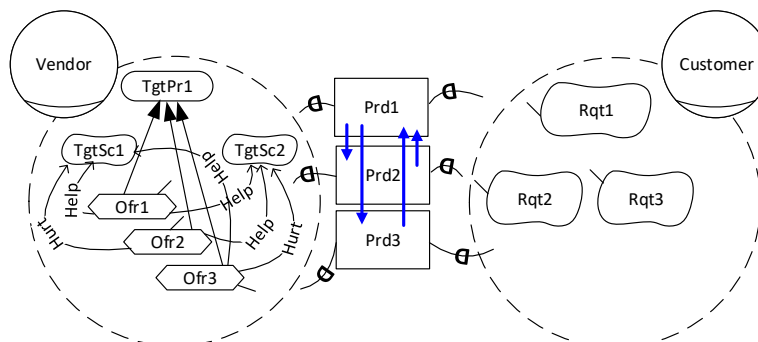 Vendor
Customer
TgtPr1
Prd1
Rqt1
D
D
TgtSc1
TgtSc2
Help
Prd2
D
D
Help
Help
Ofr1
Rqt2
Rqt3
Hurt
Ofr2
Help
Hurt
Prd3
D
D
Ofr3